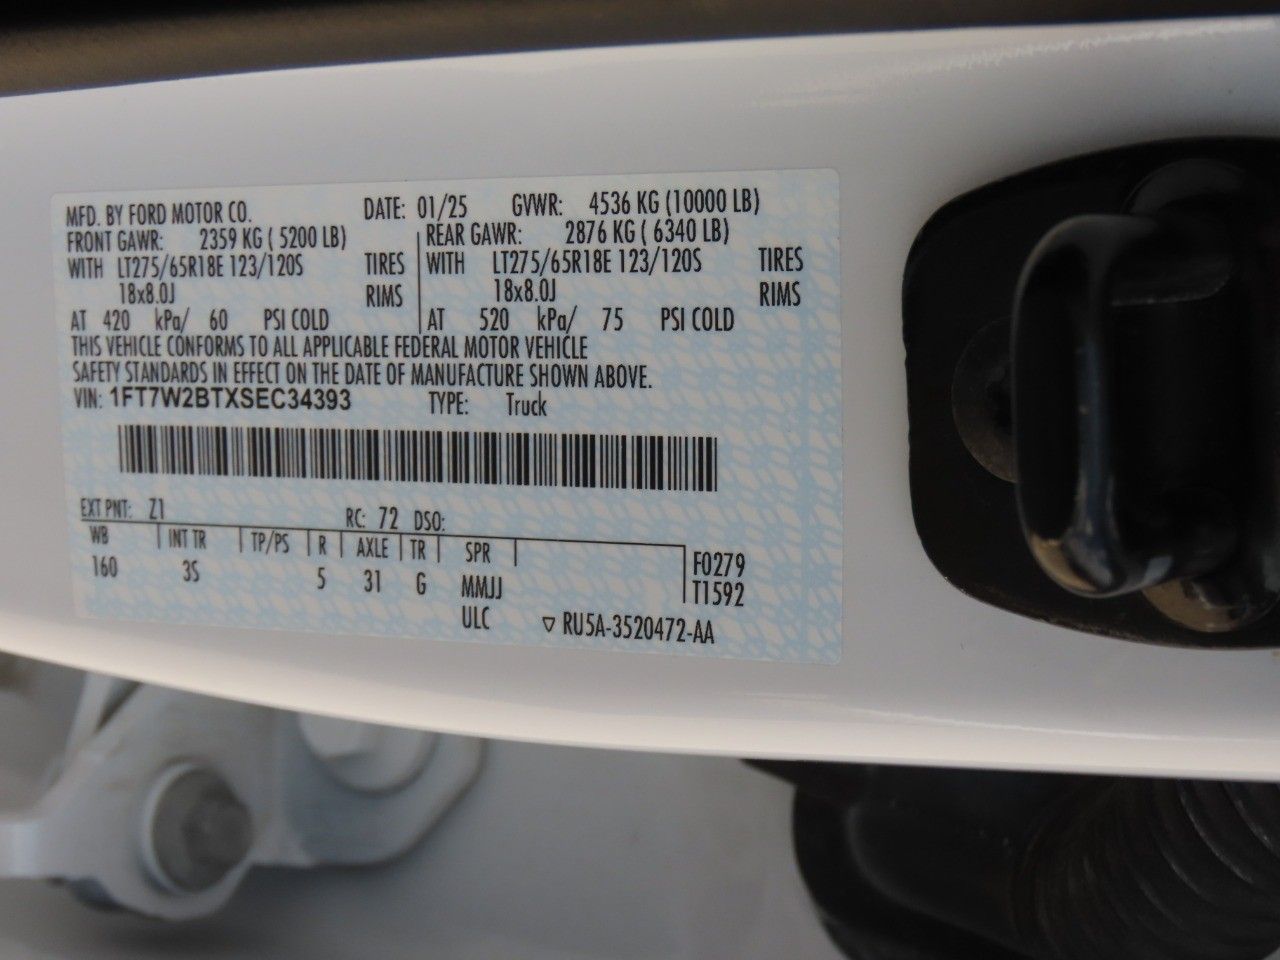 MFD. BY FORD MOTOR CO. DATE: 01/25 GVWR: 4536 KG (10000 LB)
FRONT GAWR: 2359 KG ( 5200 LB) REAR GAWR: 2876 KG ( 6340 LB)
WITH LT275/65R18E 123/120S TIRES WITH LT275/65R18E 123/120S TIRES
18x8.0J RIMS 18x8.0J RIMS
AT 420 kPa/ 60 PSI COLD AT 520 kPa/ 75 PSI COLD
THIS VEHICLE CONFORMS TO ALL APPLICABLE FEDERAL MOTOR VEHICLE
SAFETY STANDARDS IN EFFECT ON THE DATE OF MANUFACTURE SHOWN ABOVE.
VIN: 1FT7W2BTXSEC34393 TYPE: Truck
EXT PNT: Z1 RC: 72 DSO:
WB INT TR TP/PS R AXLE TR SPR F0279
160 3S 5 31 G MMJJ T1592
ULC ▽ RU5A-3520472-AA